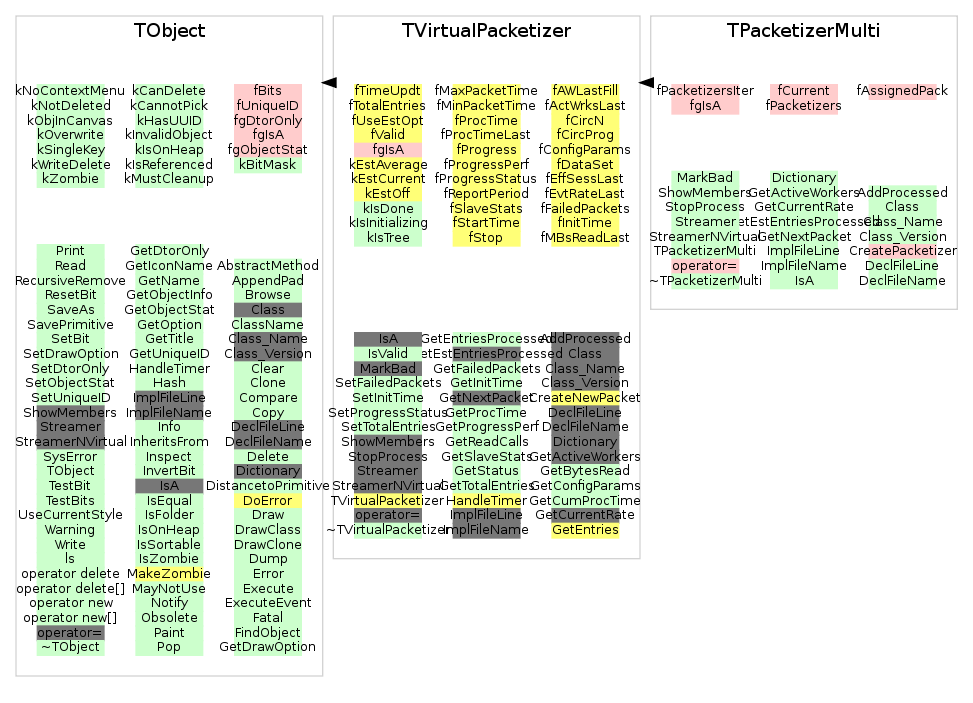 TObject
kNoContextMenu kCanDelete fBits
kNotDeleted kCannotPick fUniqueID
kObjInCanvas kHasUUID fgDtorOnly
kOverwrite kInvalidObject fgIsA
kSingleKey kIsOnHeap fgObjectStat
kWriteDelete kIsReferenced kBitMask
kZombie kMustCleanup
Print GetDtorOnly
Read GetIconName AbstractMethod
RecursiveRemove GetName AppendPad
ResetBit GetObjectInfo Browse
SaveAs GetObjectStat Class
SavePrimitive GetOption ClassName
SetBit GetTitle Class_Name
SetDrawOption GetUniqueID Class_Version
SetDtorOnly HandleTimer Clear
SetObjectStat Hash Clone
SetUniqueID ImplFileLine Compare
ShowMembers ImplFileName Copy
Streamer Info DeclFileLine
StreamerNVirtual InheritsFrom DeclFileName
SysError Inspect Delete
TObject InvertBit Dictionary
TestBit IsA DistancetoPrimitive
TestBits IsEqual DoError
UseCurrentStyle IsFolder Draw
Warning IsOnHeap DrawClass
Write IsSortable DrawClone
ls IsZombie Dump
operator delete MakeZombie Error
operator delete[] MayNotUse Execute
operator new Notify ExecuteEvent
operator new[] Obsolete Fatal
operator= Paint FindObject
~TObject Pop GetDrawOption
TVirtualPacketizer
fTimeUpdt fMaxPacketTime fAWLastFill
fTotalEntries fMinPacketTime fActWrksLast
fUseEstOpt fProcTime fCircN
fValid fProcTimeLast fCircProg
fgIsA fProgress fConfigParams
kEstAverage fProgressPerf fDataSet
kEstCurrent fProgressStatus fEffSessLast
kEstOff fReportPeriod fEvtRateLast
kIsDone fSlaveStats fFailedPackets
kIsInitializing fStartTime fInitTime
kIsTree fStop fMBsReadLast
IsA GetEntriesProcessed AddProcessed
IsValid etEstEntriesProcessed Class
MarkBad GetFailedPackets Class_Name
SetFailedPackets GetInitTime Class_Version
SetInitTime GetNextPacket CreateNewPacket
SetProgressStatus GetProcTime DeclFileLine
SetTotalEntries GetProgressPerf DeclFileName
ShowMembers GetReadCalls Dictionary
StopProcess GetSlaveStats GetActiveWorkers
Streamer GetStatus GetBytesRead
StreamerNVirtual GetTotalEntries GetConfigParams
TVirtualPacketizer HandleTimer GetCumProcTime
operator= ImplFileLine GetCurrentRate
~TVirtualPacketizer ImplFileName GetEntries
TPacketizerMulti
fPacketizersIter fCurrent fAssignedPack
fgIsA fPacketizers
MarkBad Dictionary
ShowMembers GetActiveWorkers AddProcessed
StopProcess GetCurrentRate Class
Streamer etEstEntriesProcessed Class_Name
StreamerNVirtual GetNextPacket Class_Version
TPacketizerMulti ImplFileLine CreatePacketizer
operator= ImplFileName DeclFileLine
~TPacketizerMulti IsA DeclFileName